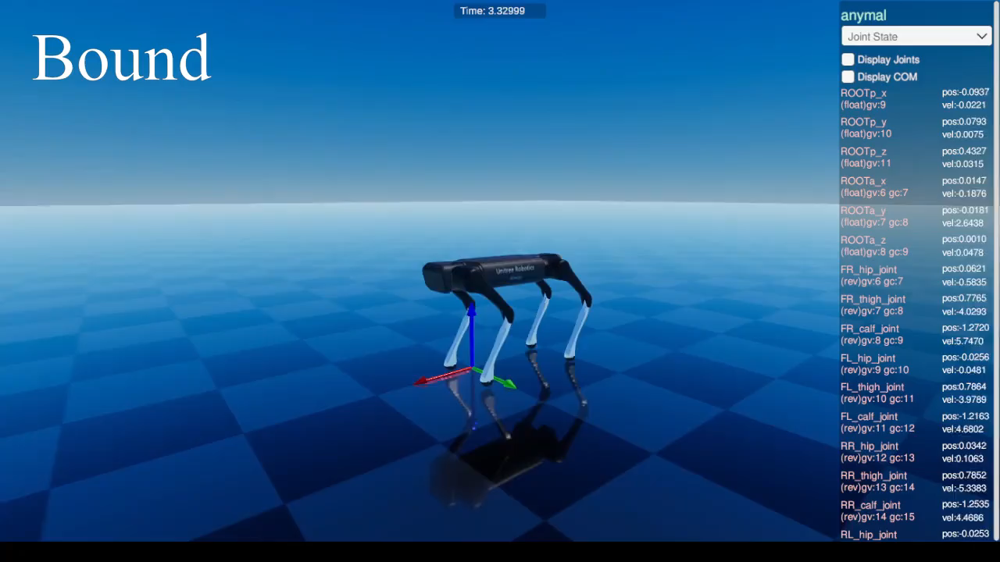 Time: 3.32999
Bound
anymal
Joint State
Display Joints
Display COM
ROOTp_x pos:-0.0937
(float)gv:9 vel:-0.0221
ROOTp_y pos:0.0793
(float)gv:10 vel:0.0075
ROOTp_z pos:0.4327
(float)gv:11 vel:0.0315
ROOTa_x pos:0.0147
(float)gv:6 gc:7 vel:-0.1876
ROOTa_y pos:-0.0181
(float)gv:7 gc:8 vel:2.6438
ROOTa_z pos:0.0010
(float)gv:8 gc:9 vel:0.0478
FR_hip_joint pos:0.0621
(rev)gv:6 gc:7 vel:-0.5835
FR_thigh_joint pos:0.7765
(rev)gv:7 gc:8 vel:-4.0293
FR_calf_joint pos:-1.2720
(rev)gv:8 gc:9 vel:5.7470
FL_hip_joint pos:-0.0256
(rev)gv:9 gc:10 vel:-0.0481
FL_thigh_joint pos:0.7864
(rev)gv:10 gc:11 vel:-3.9789
FL_calf_joint pos:-1.2163
(rev)gv:11 gc:12 vel:4.6802
RR_hip_joint pos:0.0342
(rev)gv:12 gc:13 vel:0.1063
RR_thigh_joint pos:0.7852
(rev)gv:13 gc:14 vel:-5.3383
RR_calf_joint pos:-1.2535
(rev)gv:14 gc:15 vel:4.4686
RL_hip_joint pos:-0.0253
Unitree Robotics